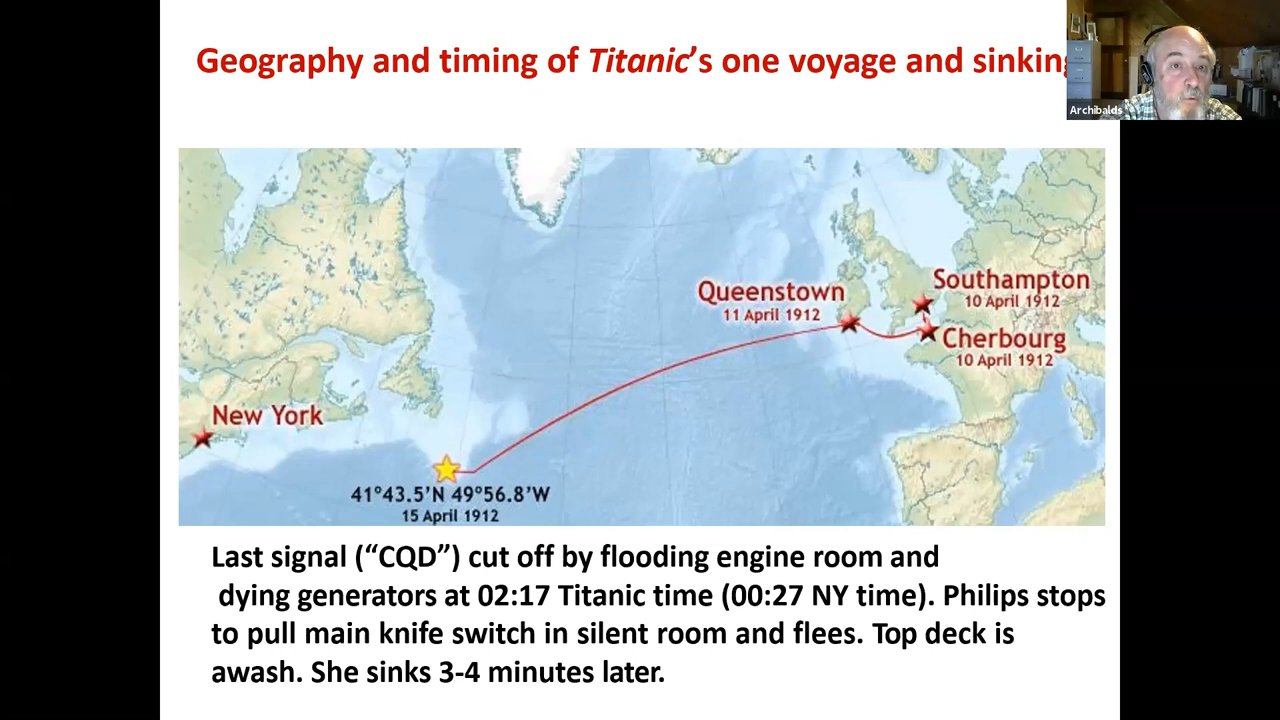 Geography and timing of Titanic's one voyage and sinking
Archibalds
Queenstown
11 April 1912
Southampton
10 April 1912
Cherbourg
10 April 1912
New York
41°43.5'N 49°56.8'W
15 April 1912
Last signal (“CQD”) cut off by flooding engine room and
dying generators at 02:17 Titanic time (00:27 NY time). Philips stops
to pull main knife switch in silent room and flees. Top deck is
awash. She sinks 3-4 minutes later.